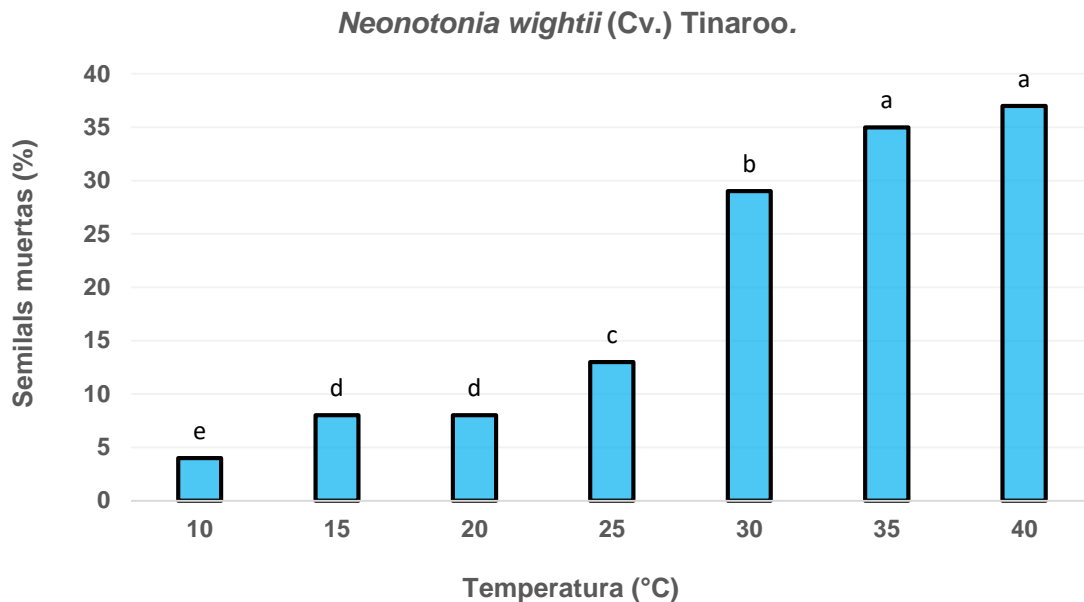 Neonotonia wightii (Cv.) Tinaroo.
Semilals muertas (%)
40
35
30
25
20
15
10
5
0
e
d
d
c
b
a
a
10 15 20 25 30 35 40
Temperatura (°C)